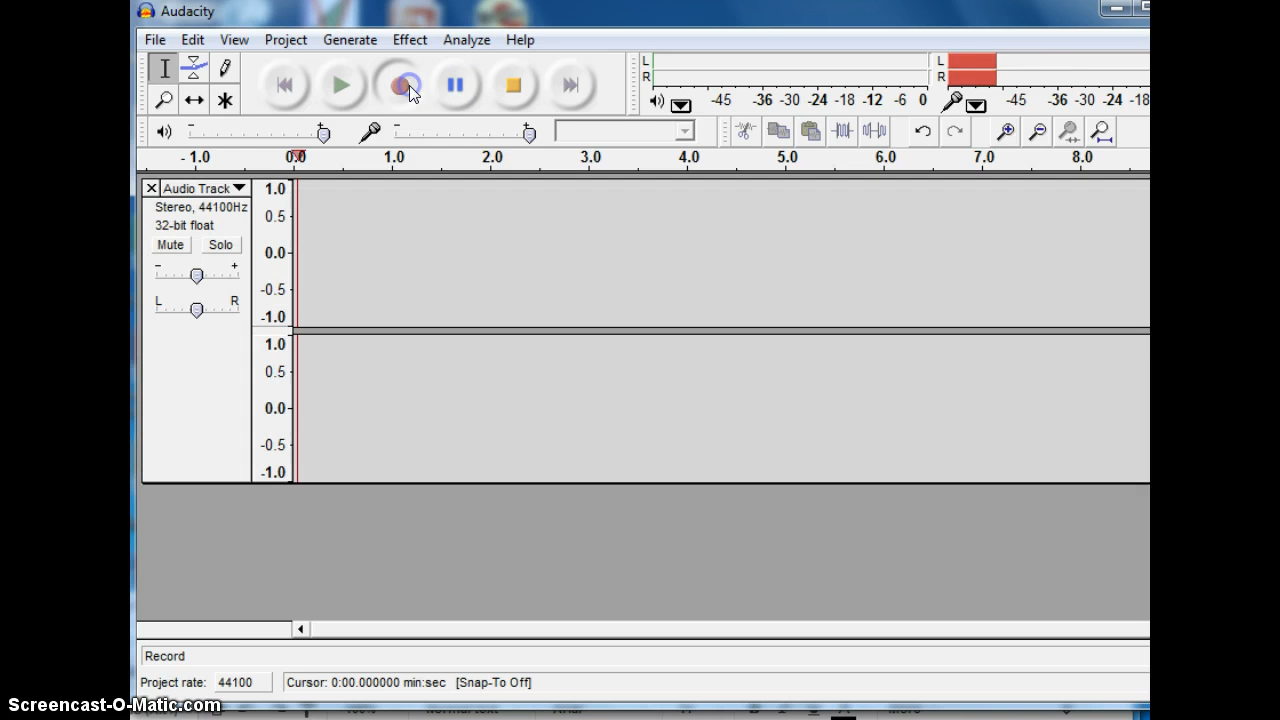 Audacity
File Edit View Project Generate Effect Analyze Help
L L
R R
-45 -36 -30 -24 -18 -12 -6 0 -45 -36 -30 -24 -18
- + - +
- 1.0 0.0 1.0 2.0 3.0 4.0 5.0 6.0 7.0 8.0
Audio Track 1.0
Stereo, 44100Hz 0.5
32-bit float
Mute Solo 0.0
- +
-0.5
L R
-1.0
1.0
0.5
0.0
-0.5
-1.0
Record
Project rate: 44100 Cursor: 0:00.000000 min:sec [Snap-To Off]
Screencast-O-Matic.com